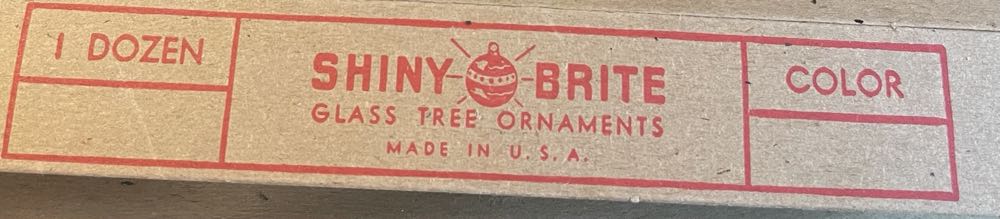 1 DOZEN
SHINY BRITE
GLASS TREE ORNAMENTS
MADE IN U.S.A.
COLOR